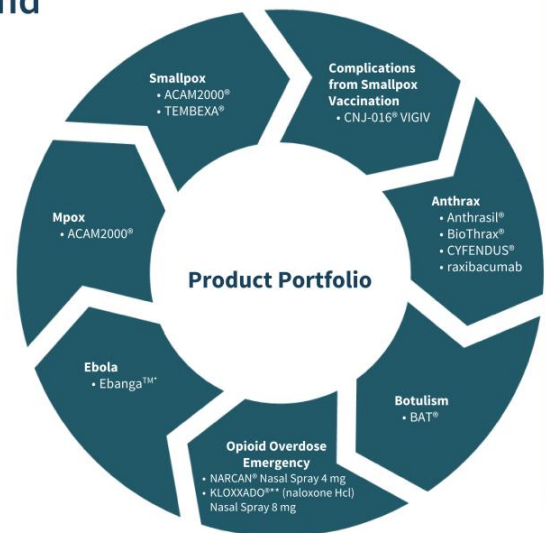 Smallpox
• ACAM2000®
• TEMBEXA®
Complications
from Smallpox
Vaccination
• CNJ-016® VIGIV
Anthrax
• Anthrasil®
• BioThrax®
• CYFENDUS®
• raxibacumab
Botulism
• BAT®
Opioid Overdose
Emergency
• NARCAN® Nasal Spray 4 mg
• KLOXXADO®** (naloxone Hcl)
Nasal Spray 8 mg
Ebola
• Ebanga™*
Mpox
• ACAM2000®
Product Portfolio